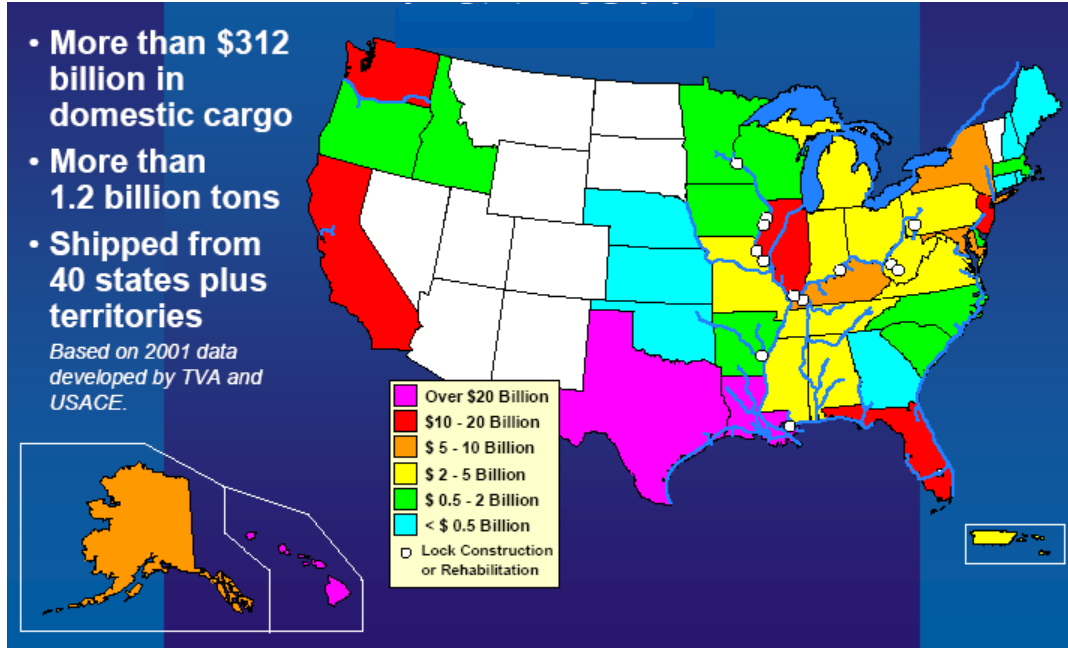 • More than $312
billion in
domestic cargo
• More than
1.2 billion tons
• Shipped from
40 states plus
territories
Based on 2001 data
developed by TVA and
USACE.
Over $20 Billion
$10 - 20 Billion
$ 5 - 10 Billion
$ 2 - 5 Billion
$ 0.5 - 2 Billion
< $ 0.5 Billion
Lock Construction
or Rehabilitation